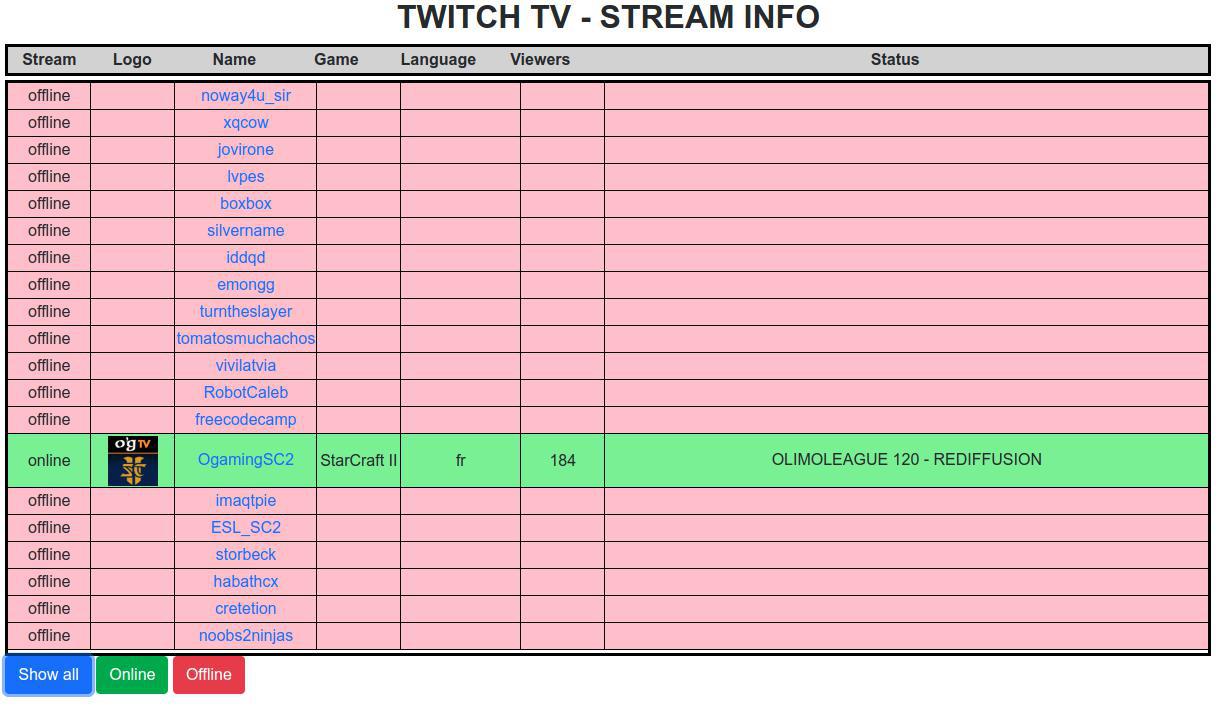 TWITCH TV - STREAM INFO
Stream Logo Name Game Language Viewers Status
offline noway4u_sir
offline xqcow
offline jovirone
offline lvpes
offline boxbox
offline silvername
offline iddqd
offline emongg
offline turntheslayer
offline tomatosmuchachos
offline vivilatvia
offline RobotCaleb
offline freecodecamp
online o'gTV OgamingSC2 StarCraft II fr 184 OLIMOLEAGUE 120 - REDIFFUSION
offline imaqtpie
offline ESL_SC2
offline storbeck
offline habathcx
offline cretetion
offline noobs2ninjas
Show all Online Offline